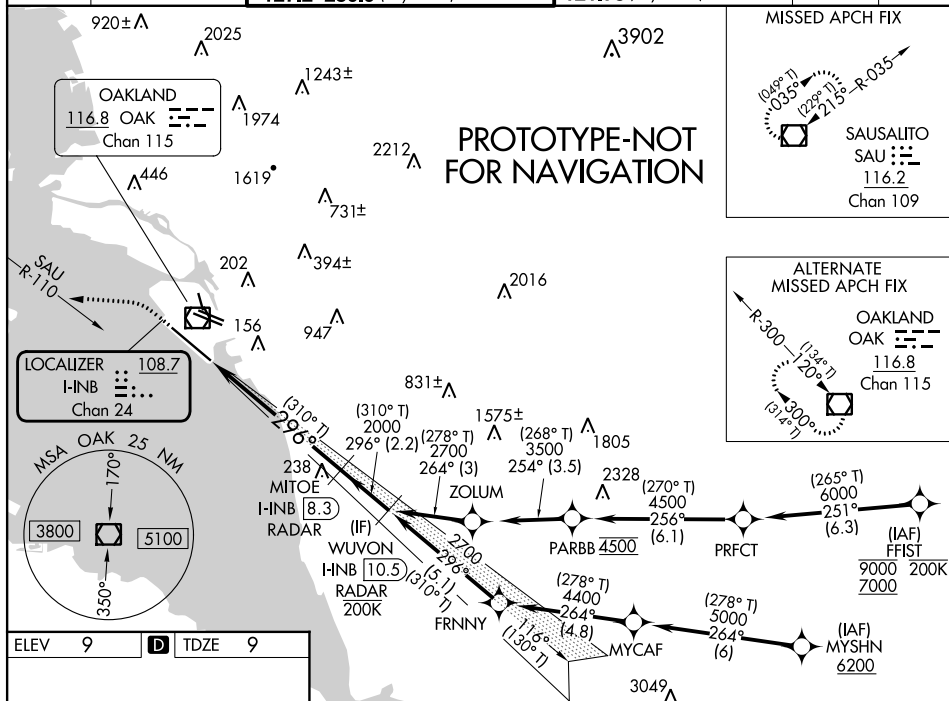 920±
2025
3902
1243±
OAKLAND
116.8 OAK
Chan 115
1974
PROTOTYPE-NOT
FOR NAVIGATION
2212
446
1619
731±
394±
202
2016
156
947
SAU
R-110
LOCALIZER 108.7
I-INB
Chan 24
MISSED APCH FIX
(049° T)
035°
(229° T)
215°
R-035
SAUSALITO
SAU
116.2
Chan 109
ALTERNATE
MISSED APCH FIX
R-300
(134° T)
120°
300°
(314° T)
OAKLAND
OAK
116.8
Chan 115
831±
1575±
1805
2328
238
(310° T)
296°
(310° T)
2000
296° (2.2)
(278° T)
2700
264° (3)
(268° T)
3500
254° (3.5)
(270° T)
4500
256°
(6.1)
(265° T)
6000
251°
(6.3)
MITOE
I-INB 8.3
RADAR
ZOLUM
PARBB 4500
PRFCT
(IAF)
FFIST
9000 200K
7000
(IF)
WUVON
I-INB 10.5
RADAR
200K
2700
296°
(5.1)
(310° T)
FRNNY
(278° T)
4400
264°
(4.8)
MYCAF
(278° T)
5000
264°
(6)
(IAF)
MYSHN
6200
116°
(130° T)
3049
MSA OAK 25 NM
170°
3800
5100
350°
ELEV 9 D TDZE 9